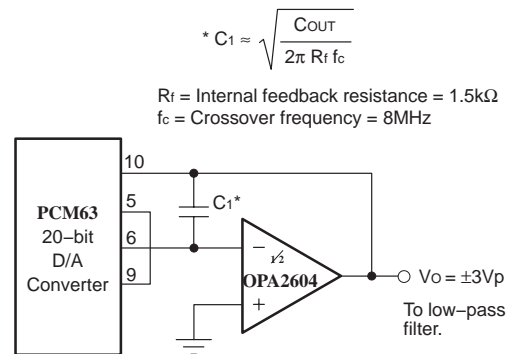 * C1 ≈ √ COUT
2π Rf fc
Rf = Internal feedback resistance = 1.5kΩ
fc = Crossover frequency = 8MHz
10
PCM63
20–bit
D/A
Converter
5
6
9
C1*
–
1/2
OPA2604
+
VO = ±3Vp
To low–pass
filter.